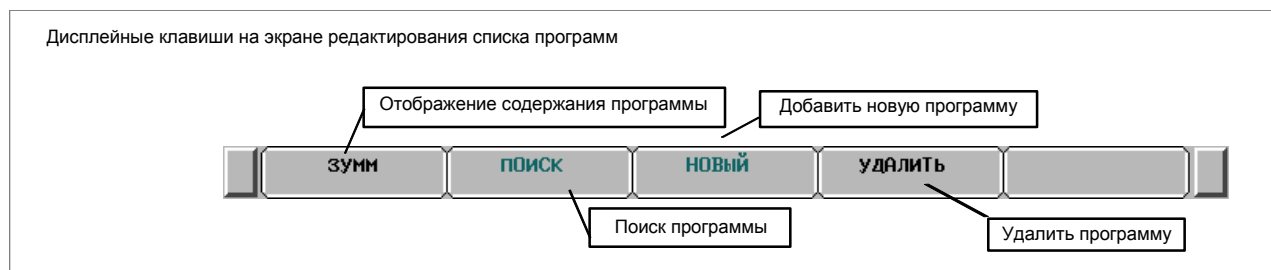 Дисплейные клавиши на экране редактирования списка программ
Отображение содержания программы
Добавить новую программу
ЗУММ ПОИСК НОВЫЙ УДАЛИТЬ
Поиск программы
Удалить программу